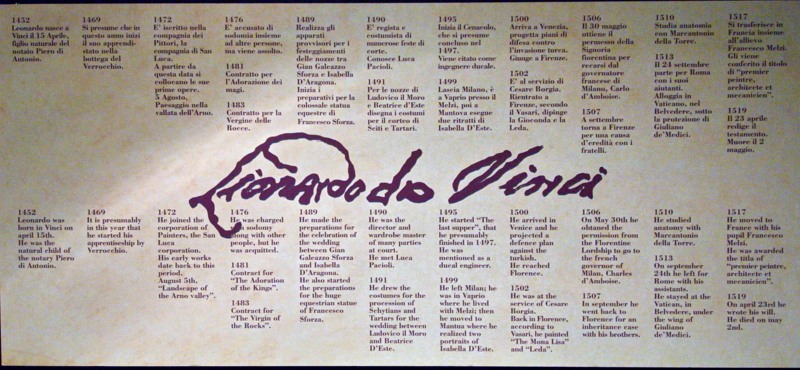 1452
Leonardo nasce a
Vinci il 15 Aprile,
figlio naturale del
notaio Piero di
Antonio.
1469
Si presume che in
questo anno inizi
il suo apprendi-
stato nella
bottega del
Verrocchio.
1472
E' iscritto nella
compagnia dei
Pittori, la
compagnia di San
Luca.
A partire da
questa data si
collocano le sue
prime opere.
5 Agosto,
Paesaggio nella
vallata dell'Arno.
1476
E' accusato di
sodomia insieme
ad altre persone,
ma viene assolto.
1481
Contratto per
l'Adorazione dei
magi.
1483
Contratto per la
Vergine delle
Rocce.
1489
Realizza gli
apparati
provvisori per i
festeggiamenti
delle nozze tra
Gian Galeazzo
Sforza e Isabella
D'Aragona.
Inizia i
preparativi per la
colossale statua
equestre di
Francesco Sforza.
1490
E' regista e
costumista di
numerose feste di
corte.
Conosce Luca
Pacioli.
1491
Per le nozze di
Ludovico il Moro
e Beatrice d'Este
disegna i costumi
per il corteo di
Sciti e Tartari.
1495
Inizia il Cenacolo,
che si presume
concluso nel
1497.
Viene citato come
ingegnere ducale.
1499
Lascia Milano, è
a Vaprio presso il
Melzi, poi a
Mantova esegue
due ritratti di
Isabella D'Este.
1500
Arriva a Venezia,
progetta piani di
difesa contro
l'invasione turca.
Giunge a Firenze.
1502
E' al servizio di
Cesare Borgia.
Rientrato a
Firenze, secondo
il Vasari, dipinge
la Gioconda e la
Leda.
1506
Il 30 maggio
ottiene il
permesso della
Signoria
fiorentina per
recarsi dal
governatore
francese di
Milano, Carlo
d'Amboise.
1507
A settembre
torna a Firenze
per una causa
d'eredità con i
fratelli.
1510
Studia anatomia
con Marcantonio
della Torre.
1513
Il 24 settembre
parte per Roma
con i suoi
aiutanti.
Alloggia in
Vaticano, nel
Belvedere, sotto
la protezione di
Giuliano
de'Medici.
1517
Si trasferisce in
Francia insieme
all'allievo
Francesco Melzi.
Gli viene
conferito il titolo
di "premier
peintre,
architecte et
mecanicien".
1519
Il 23 aprile
redige il
testamento.
Muore il 2
maggio.
Lionardo da Vinci
1452
Leonardo was
born in Vinci on
april 15th.
He was the
natural child of
the notary Piero
di Antonio.
1469
It is presumably
in this year that
he started his
apprenticeship by
Verrocchio.
1472
He joined the
corporation of
Painters, the San
Luca
corporation.
His early works
date back to this
period.
August 5th,
"Landscape of
the Arno valley".
1476
He was charged
sodomy
along with other
people, but he
was acquitted.
1481
Contract for
"The Adoration
of the Kings".
1483
Contract for
"The Virgin of
the Rocks".
1489
He made the
preparations for
the celebration of
the wedding
between Gian
Galeazzo Sforza
and Isabella
D'Aragona.
He also started
the preparations
for the huge
equestrian statue
of Francesco
Sforza.
1490
He was the
director and
wardrobe master
of many parties
at court.
He met Luca
Pacioli.
1491
He drew the
costumes for the
procession of
Schytians and
Tartars for the
wedding between
Ludovico il Moro
and Beatrice
D'Este.
1495
He started "The
last supper", that
he presumably
finished in 1497.
He was
mentioned as a
ducal engineer.
1499
He left Milan; he
was in Vaprio
where he lived
with Melzi; then
he moved to
Mantua where he
realized two
portraits of
Isabella D'Este.
1500
He arrived in
Venice and he
projected a
defense plan
against the
turkish.
He reached
Florence.
1502
He was at the
service of Cesare
Borgia.
Back in Florence,
according to
Vasari, he painted
"The Mona Lisa"
and "Leda".
1506
On May 30th he
obtaned the
permission from
the Florentine
Lordship to go to
the french
governor of
Milan, Charles
d'Amboise.
1507
In september he
went back to
Florence for an
inheritance case
with his brothers.
1510
He studied
anatomy with
Marcantonio
della Torre.
1513
On september
24th he left for
Rome with his
assistants.
He stayed at the
Vatican, in
Belvedere, under
the wing of
Giuliano
de'Medici.
1517
He moved to
France with his
pupil Francesco
Melzi.
He was awarded
the titla of
"premier peintre,
architecte et
mecanicien".
1519
On april 23rd he
wrote his will.
He died on may
2nd.